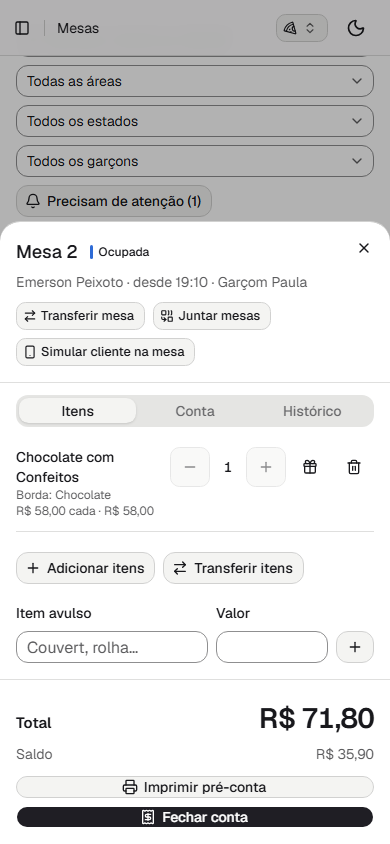 Mesas
Todas as áreas
Todos os estados
Todos os garçons
Precisam de atenção (1)
Mesa 2
Ocupada
Emerson Peixoto · desde 19:10 · Garçom Paula
Transferir mesa
Juntar mesas
Simular cliente na mesa
Itens
Conta
Histórico
Chocolate com
Confeitos
Borda: Chocolate
R$ 58,00 cada · R$ 58,00
1
Adicionar itens
Transferir itens
Item avulso
Valor
Couvert, rolha...
Total
R$ 71,80
Saldo
R$ 35,90
Imprimir pré-conta
Fechar conta